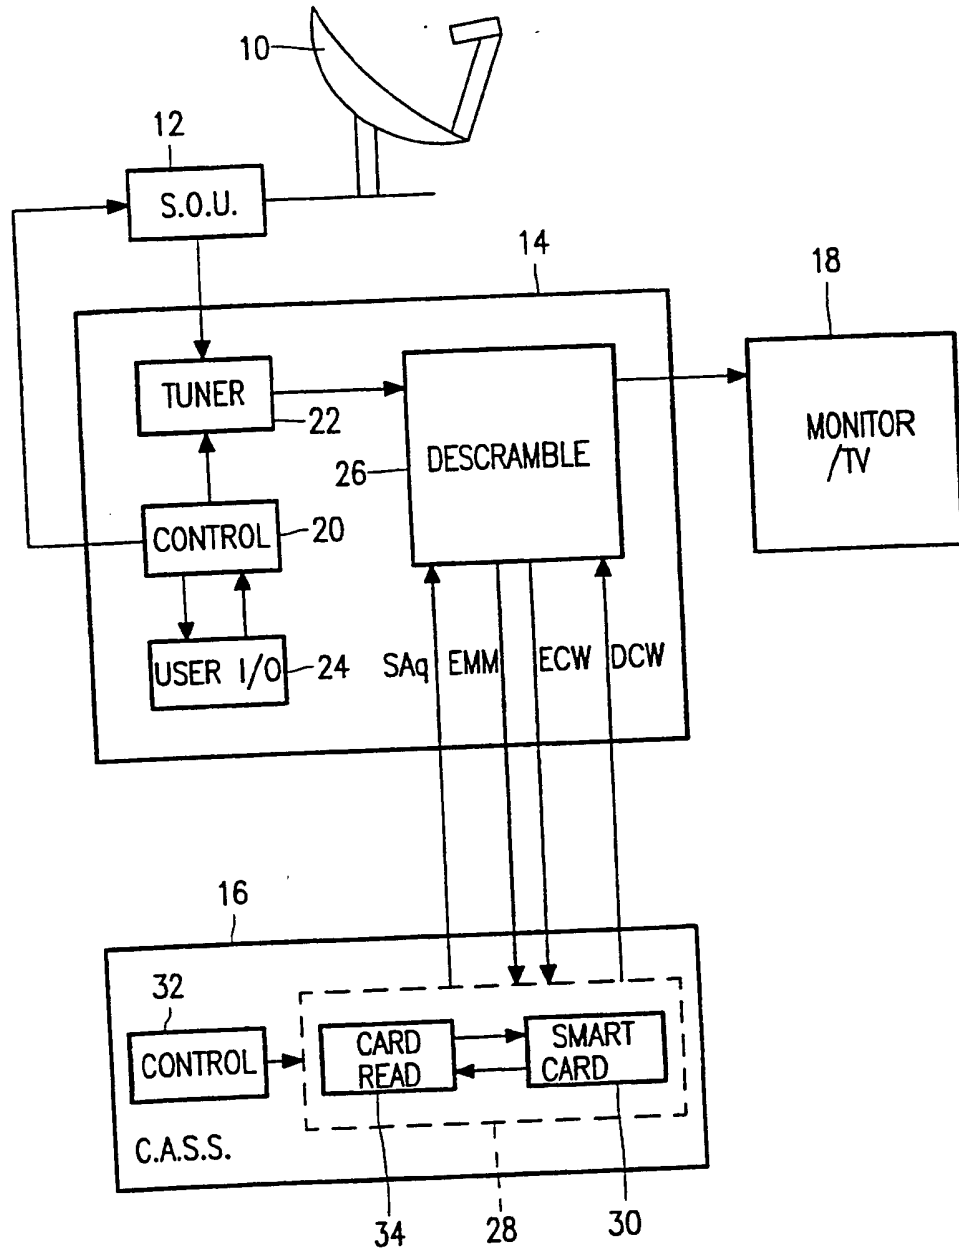 10
12
S.O.U.
14
18
TUNER
22
26
DESCRAMBLE
MONITOR
/TV
CONTROL
20
USER I/O
24
SAq
EMM
ECW
DCW
16
32
CONTROL
CARD
READ
SMART
CARD
C.A.S.S.
34
28
30